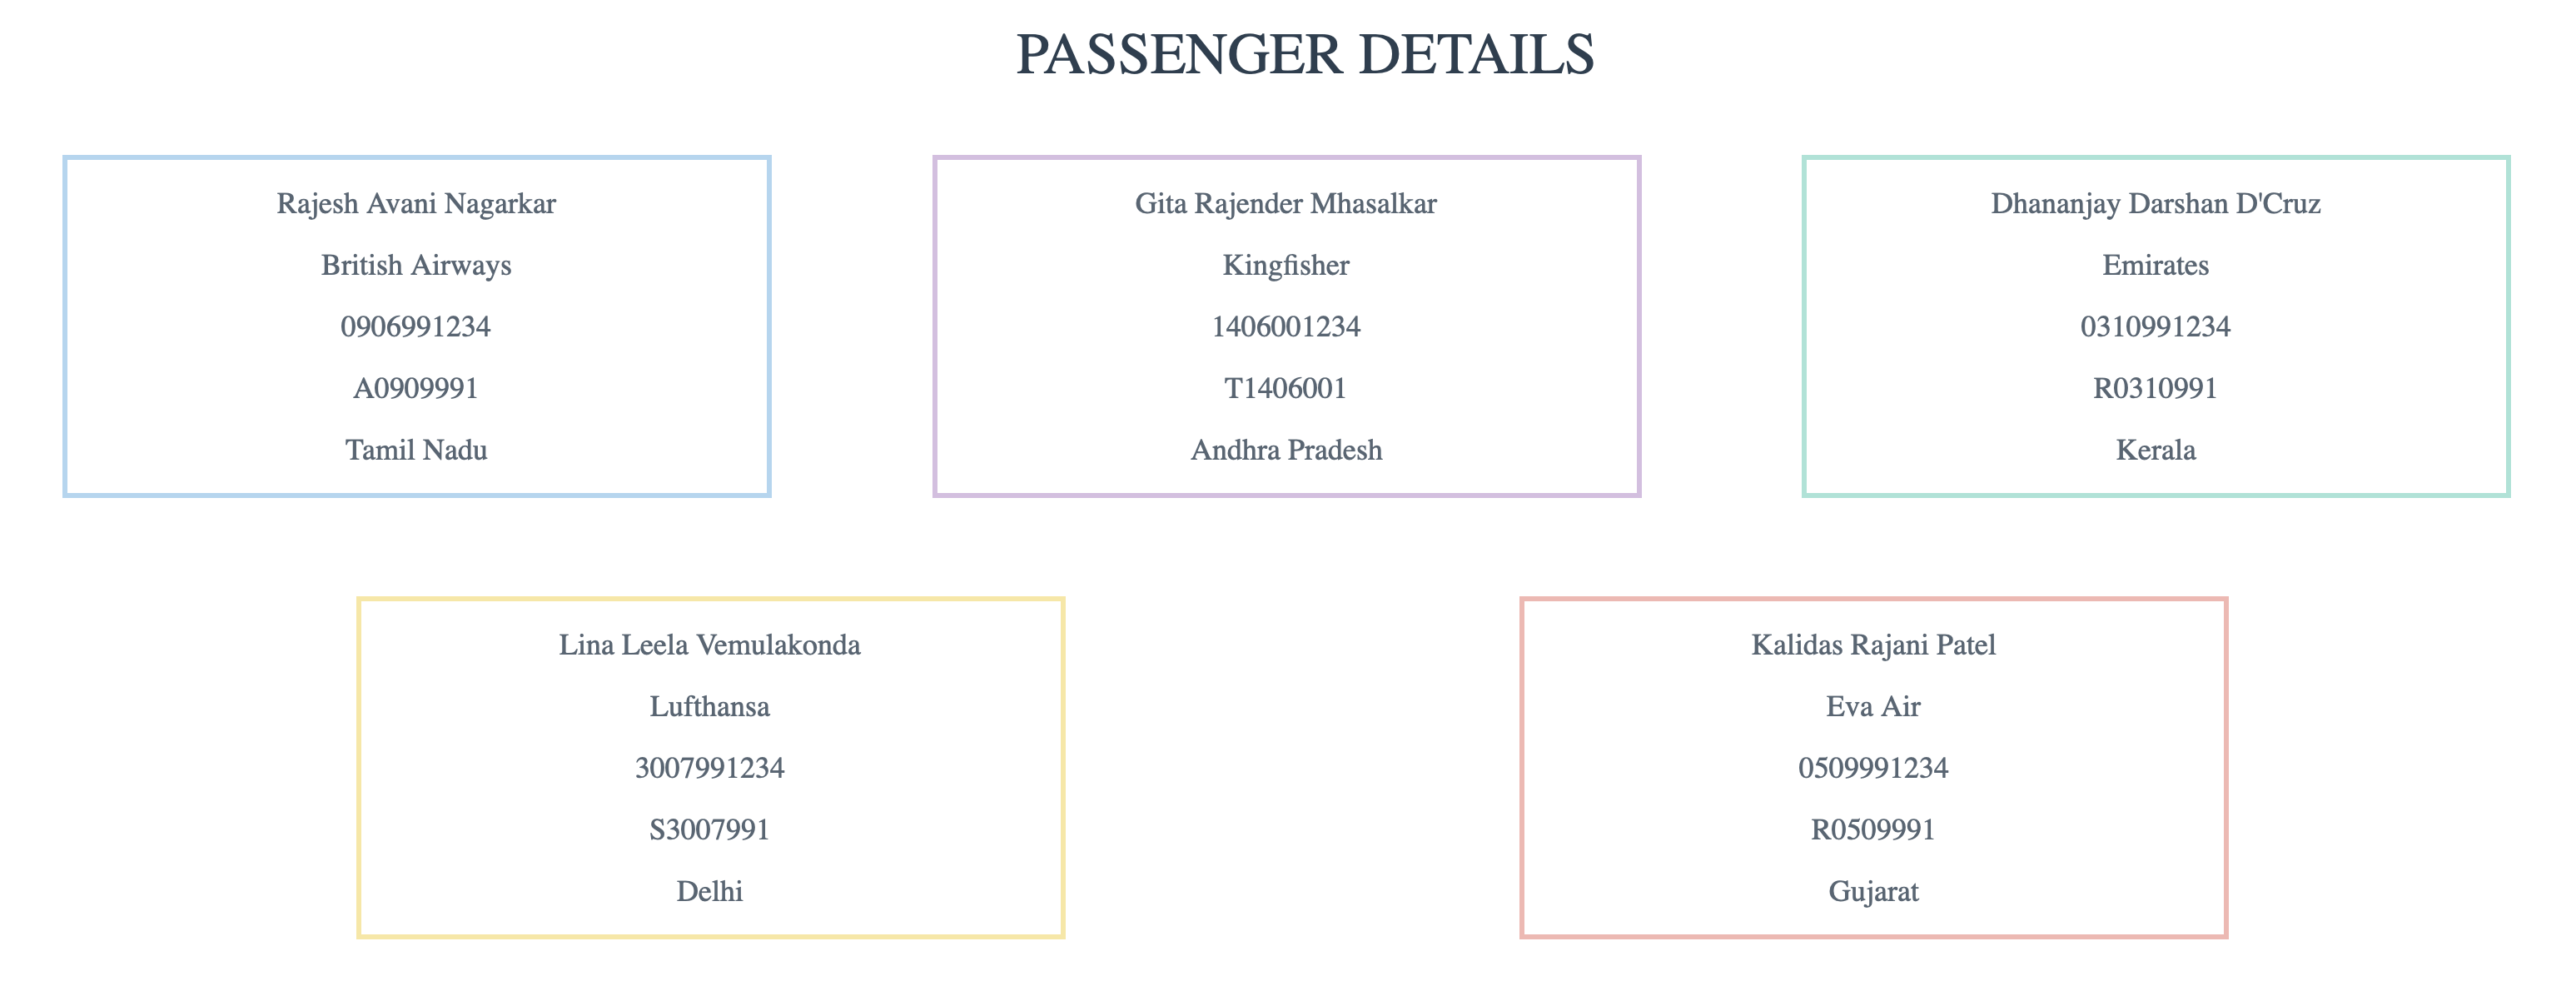 PASSENGER DETAILS
Rajesh Avani Nagarkar
British Airways
0906991234
A0909991
Tamil Nadu
Gita Rajender Mhasalkar
Kingfisher
1406001234
T1406001
Andhra Pradesh
Dhananjay Darshan D'Cruz
Emirates
0310991234
R0310991
Kerala
Lina Leela Vemulakonda
Lufthansa
3007991234
S3007991
Delhi
Kalidas Rajani Patel
Eva Air
0509991234
R0509991
Gujarat